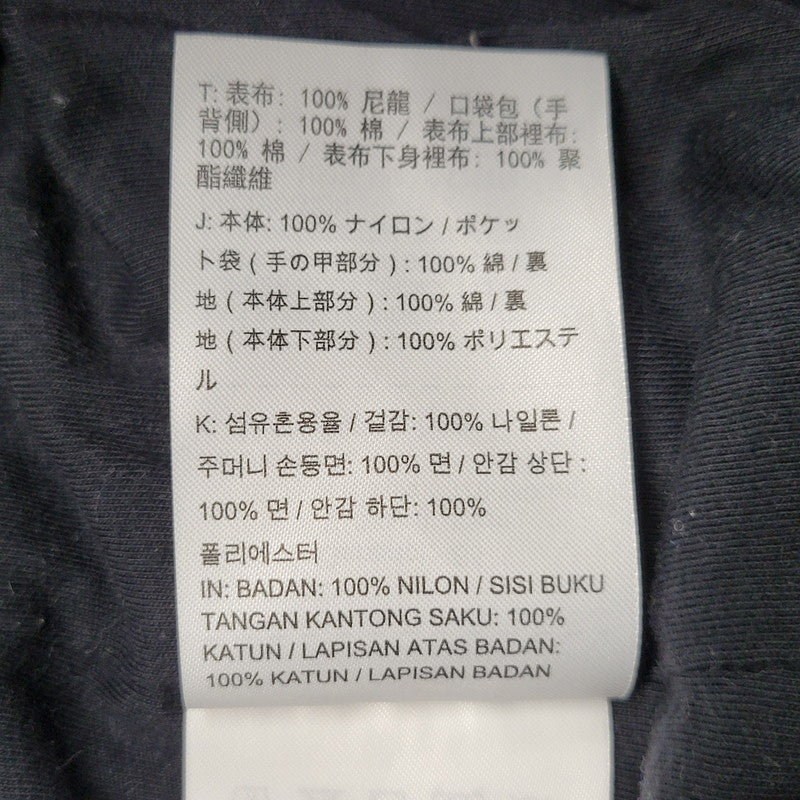 T: 表布: 100% 尼龍 / 口袋包（手
背側）: 100% 棉 / 表布上部裡布:
100% 棉 / 表布下身裡布: 100% 聚
酯纖維
J: 本体: 100% ナイロン / ポケッ
ト袋 ( 手の甲部分 ) : 100% 綿 / 裏
地 ( 本体上部分 ) : 100% 綿 / 裏
地 ( 本体下部分 ) : 100% ポリエステ
ル
K: 섬유혼용율 / 겉감: 100% 나일론 /
주머니 손등면: 100% 면 / 안감 상단 :
100% 면 / 안감 하단: 100%
폴리에스터
IN: BADAN: 100% NILON / SISI BUKU
TANGAN KANTONG SAKU: 100%
KATUN / LAPISAN ATAS BADAN:
100% KATUN / LAPISAN BADAN